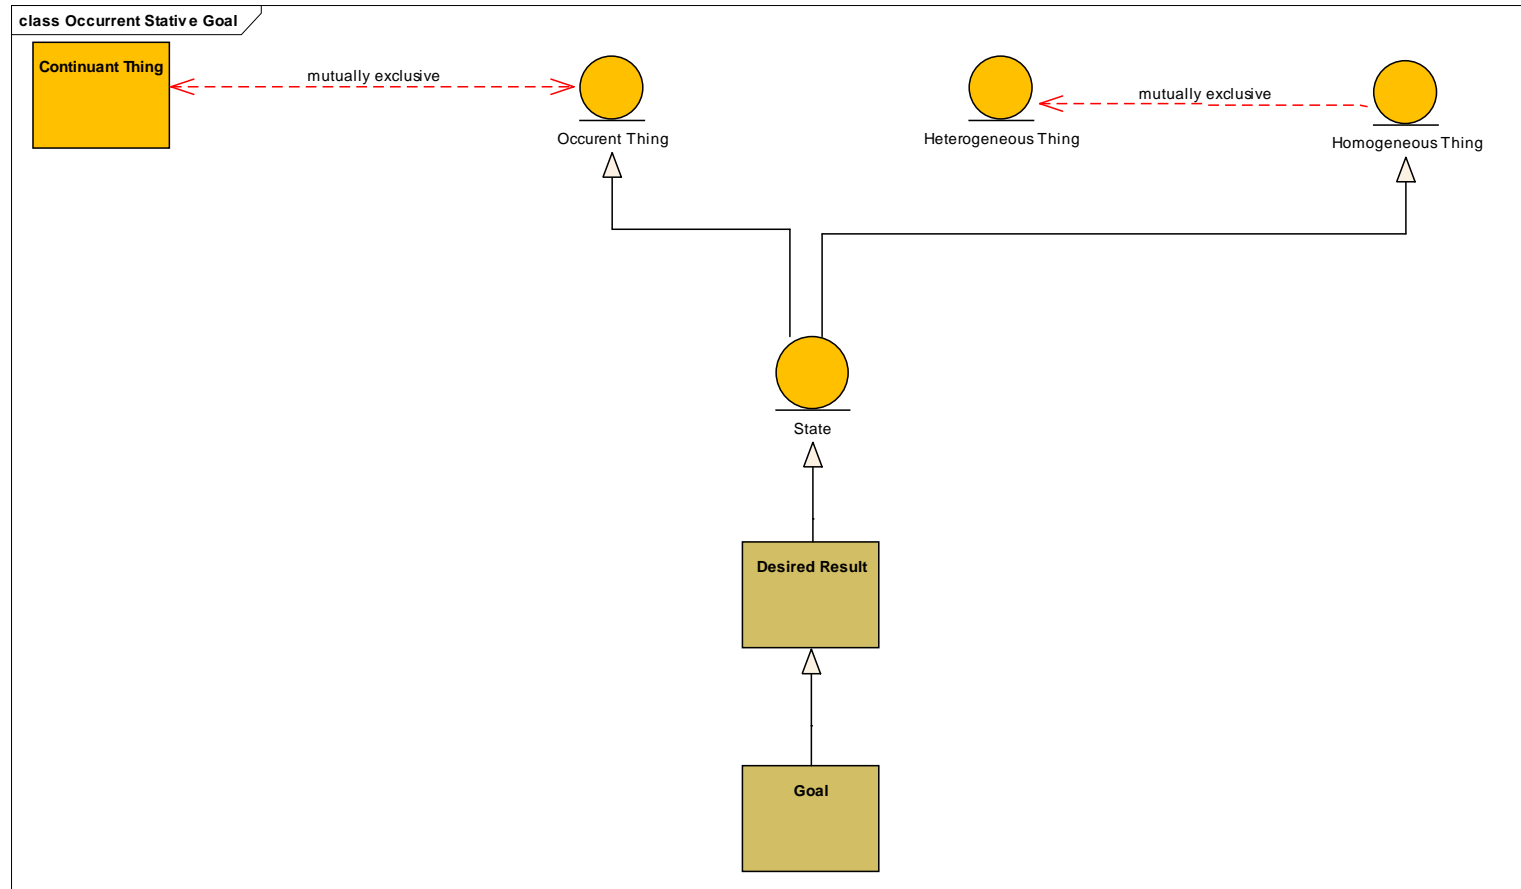 class Occurrent Stative Goal
Continuant Thing
mutually exclusive
Occurent Thing
Heterogeneous Thing
mutually exclusive
Homogeneous Thing
State
Desired Result
Goal